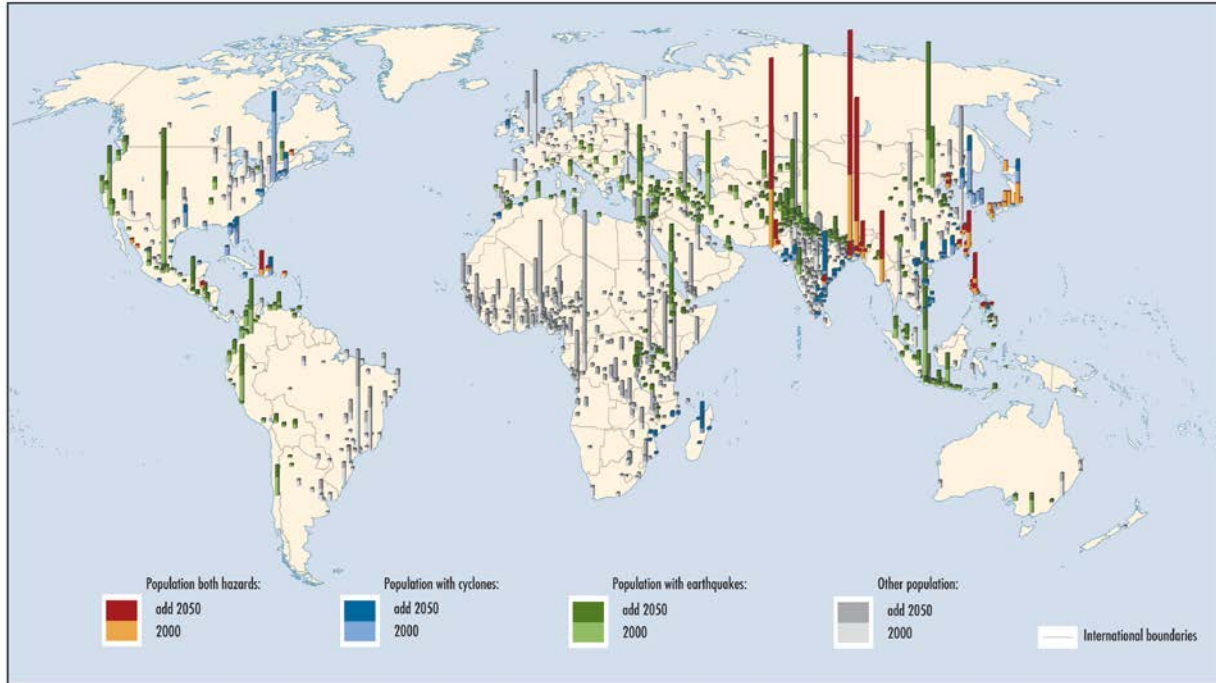 Population both hazards:
add 2050
2000
Population with cyclones:
add 2050
2000
Population with earthquakes:
add 2050
2000
Other population:
add 2050
2000
International boundaries